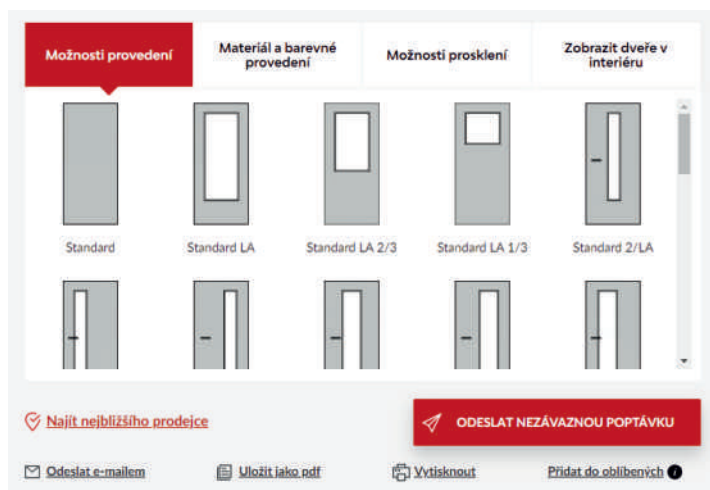 Možnosti provedení
Materiál a barevné
provedení
Možnosti prosklení
Zobrazit dveře v
interiéru
Standard
Standard LA
Standard LA 2/3
Standard LA 1/3
Standard 2/LA
Najít nejbližšího prodejce
ODESLAT NEZÁVAZNOU POPTÁVKU
Odeslat e-mailem
Uložit jako pdf
Vytisknout
Přidat do oblíbených i